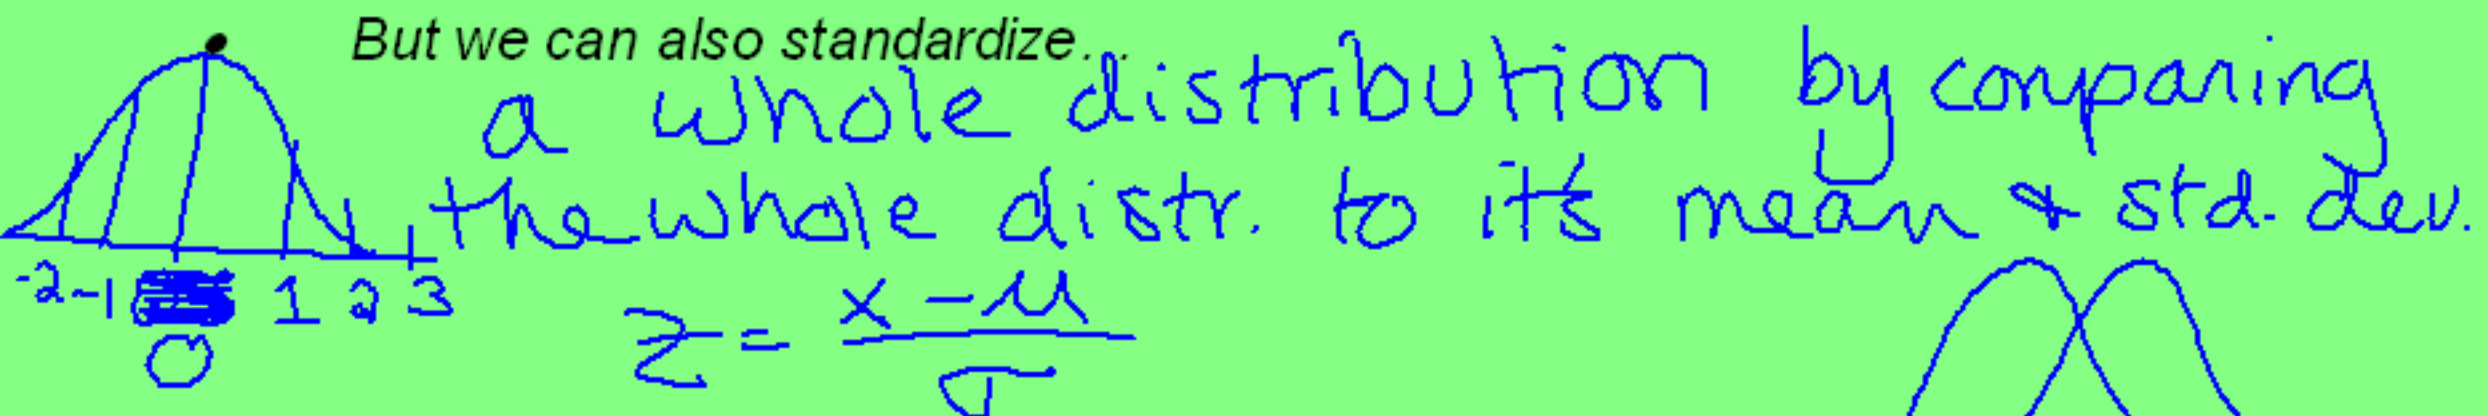 But we can also standardize...
a whole distribution by comparing
the whole distr. to it's mean & std. dev.
-2 -1 1 2 3
0
z = x - μ / σ